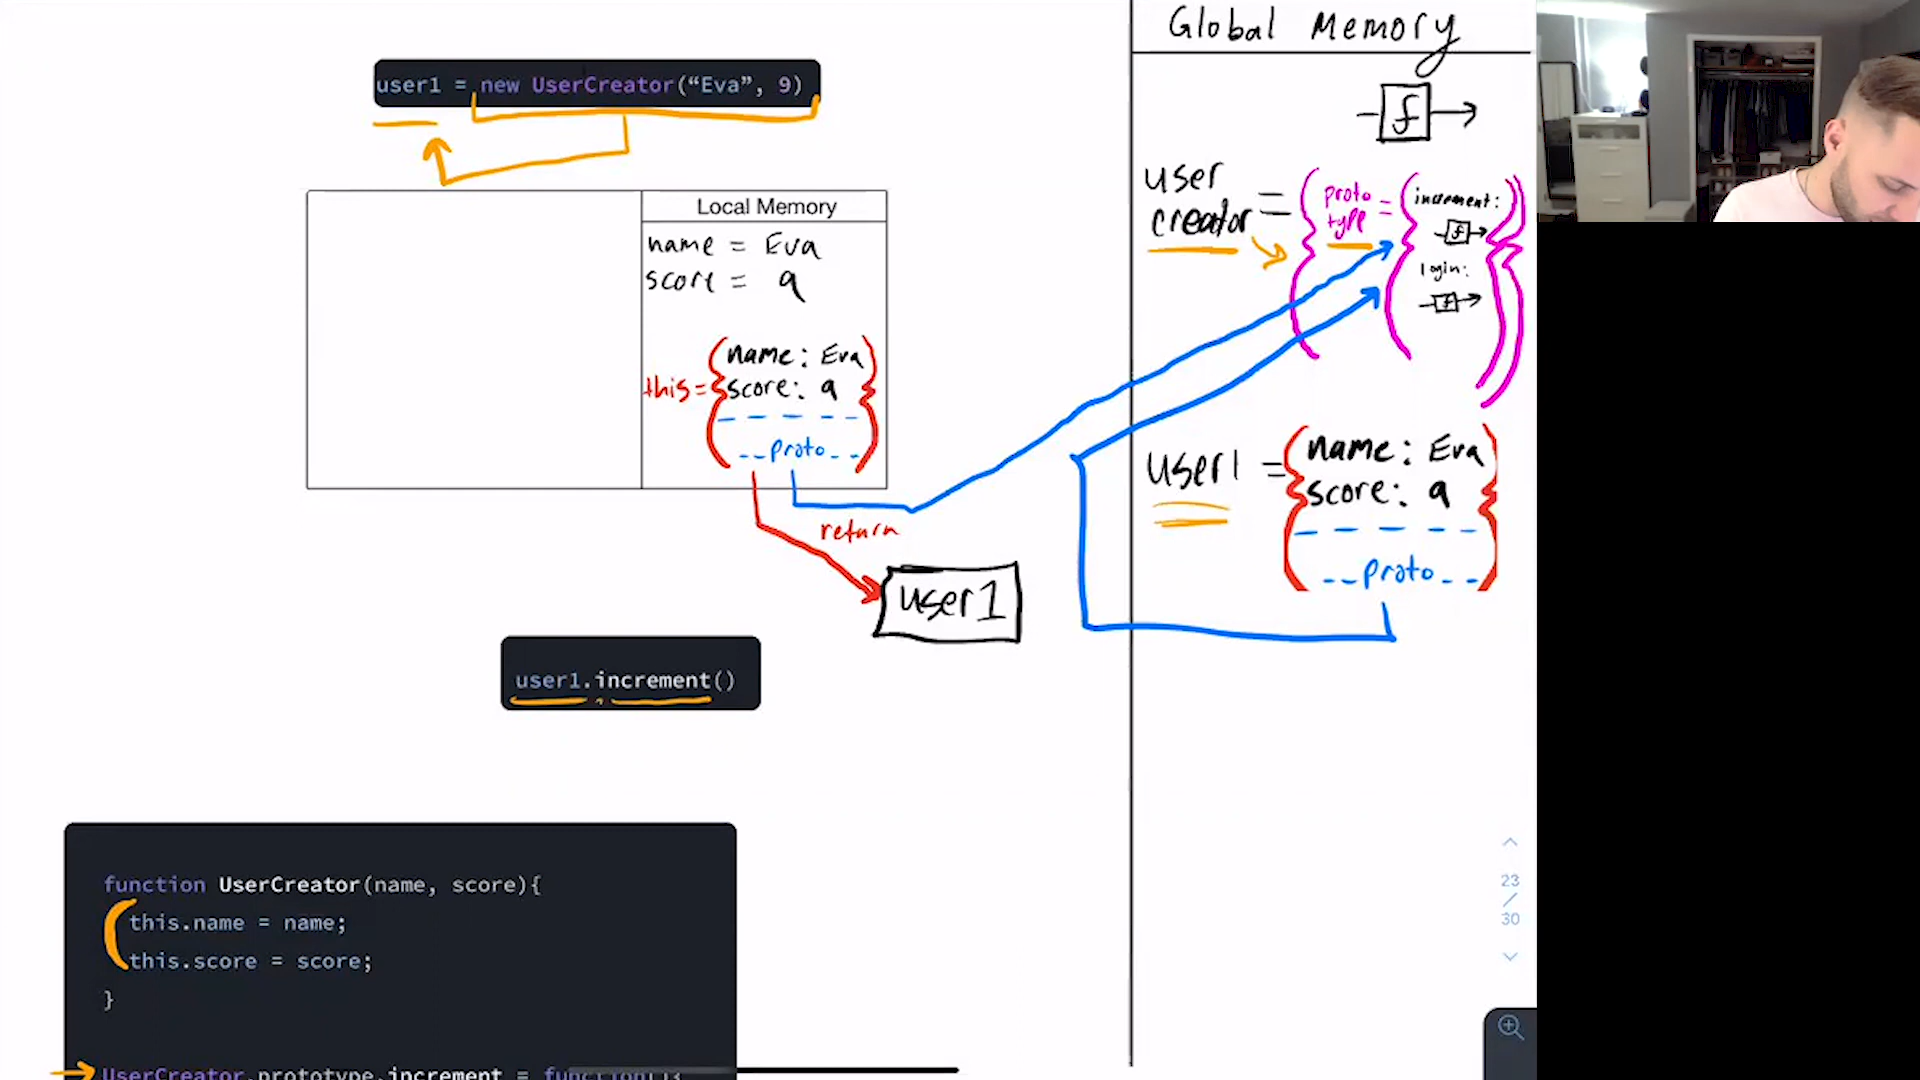 user1 = new UserCreator(“Eva”, 9)
Local Memory
name = Eva
score = 9
this = { name: Eva
score: 9
__proto__ }
return
user1
user1.increment()
function UserCreator(name, score){
this.name = name;
this.score = score;
}
UserCreator.prototype.increment = function(){
Global Memory
f
user creator = { proto type = { increment:
f
login:
f
user1 = { name: Eva
score: 9
__proto__ }
23
/
30